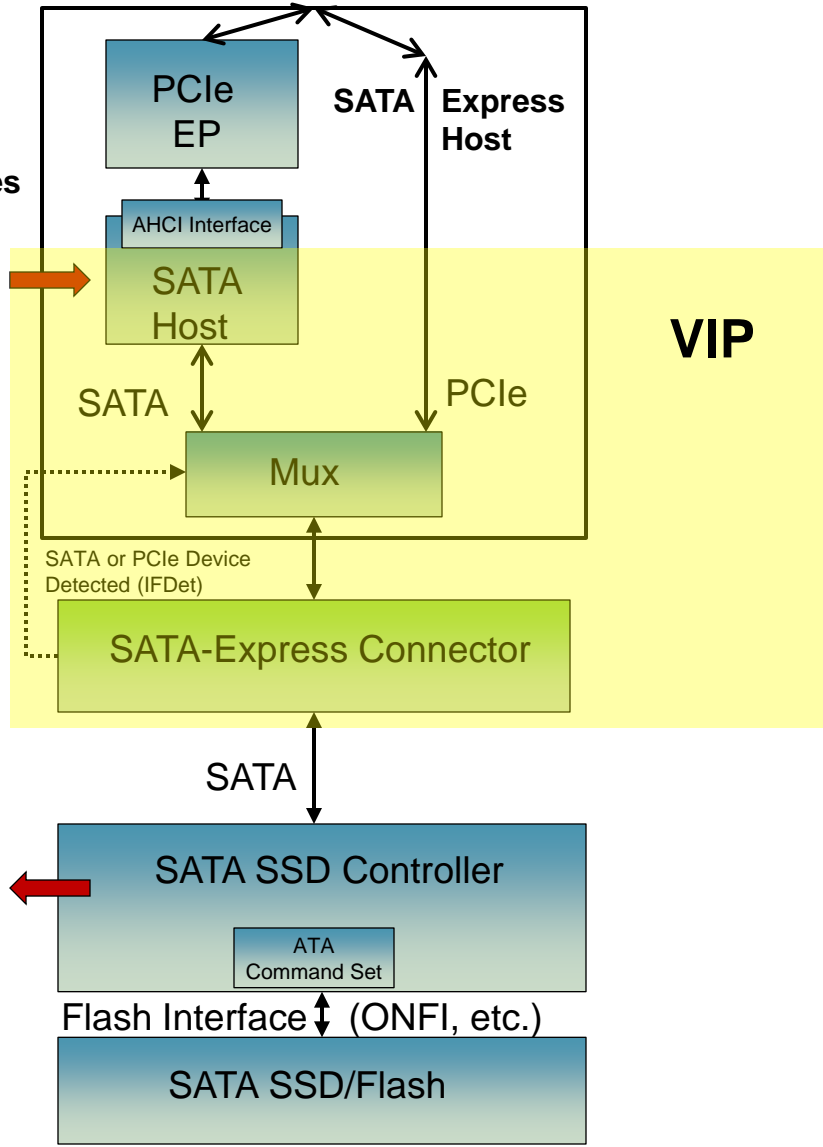 PCIe
EP
SATA Express
Host
es
AHCI Interface
SATA
Host
VIP
SATA
PCIe
Mux
SATA or PCIe Device
Detected (IFDet)
SATA-Express Connector
SATA
SATA SSD Controller
ATA
Command Set
Flash Interface (ONFI, etc.)
SATA SSD/Flash